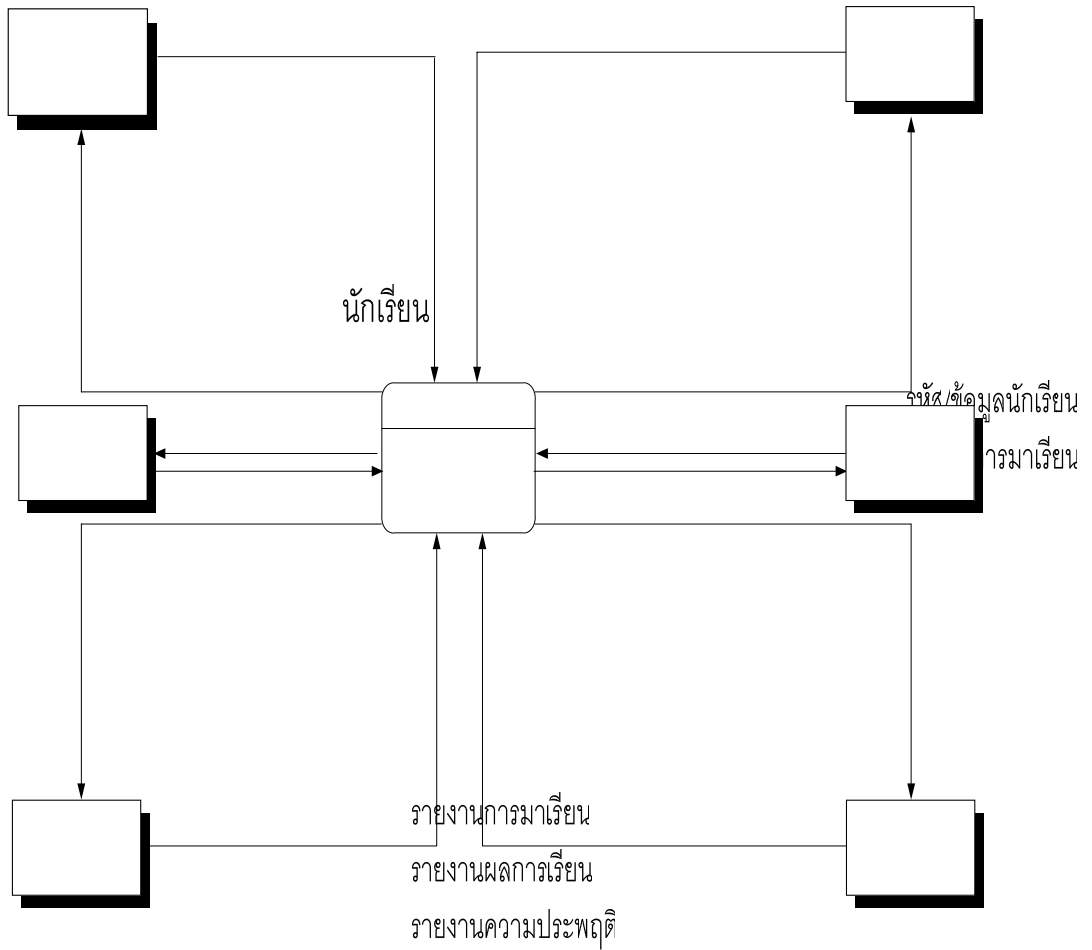 นักเรียน
รหัส/ข้อมูลนักเรียน
ารมาเรียน
รายงานการมาเรียน
รายงานผลการเรียน
รายงานความประพฤติ